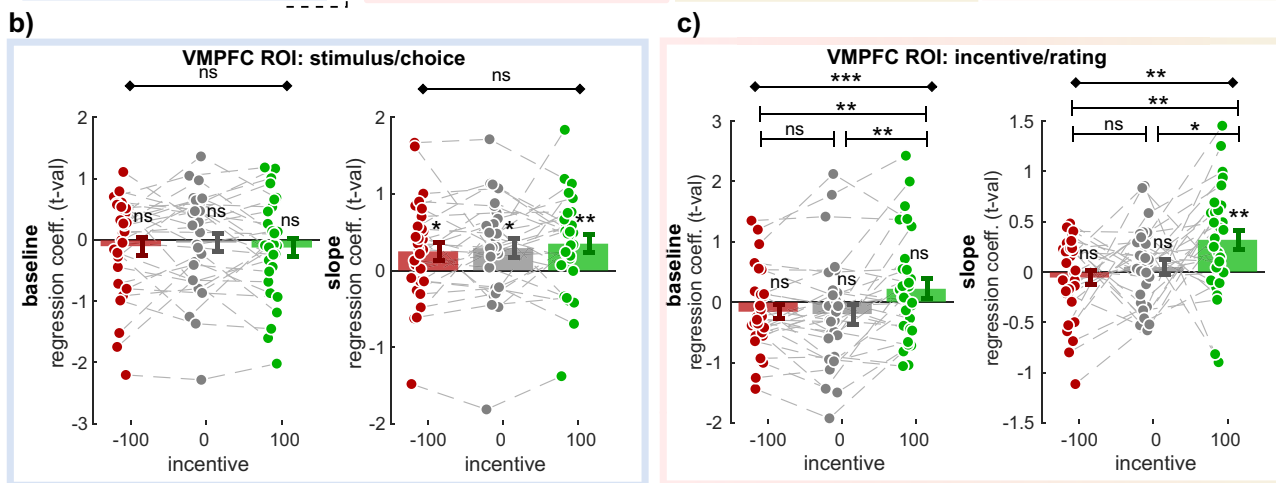 b)
VMPFC ROI: stimulus/choice
ns
ns
baseline
regression coeff. (t-val)
2
1
0
-1
-2
-3
ns
ns
ns
-100
0
100
incentive
slope
regression coeff. (t-val)
2
1
0
-1
-2
*
*
**
-100
0
100
incentive
c)
VMPFC ROI: incentive/rating
***
**
ns
**
baseline
regression coeff. (t-val)
3
2
1
0
-1
-2
ns
ns
ns
-100
0
100
incentive
**
**
ns
*
slope
regression coeff. (t-val)
1.5
1
0.5
0
-0.5
-1
-1.5
ns
ns
**
-100
0
100
incentive